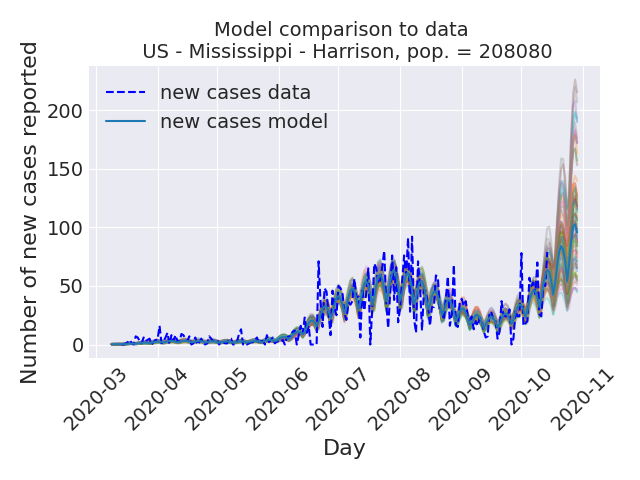 Model comparison to data
US - Mississippi - Harrison, pop. = 208080
new cases data
new cases model
Number of new cases reported
200
150
100
50
0
2020-03
2020-04
2020-05
2020-06
2020-07
2020-08
2020-09
2020-10
2020-11
Day